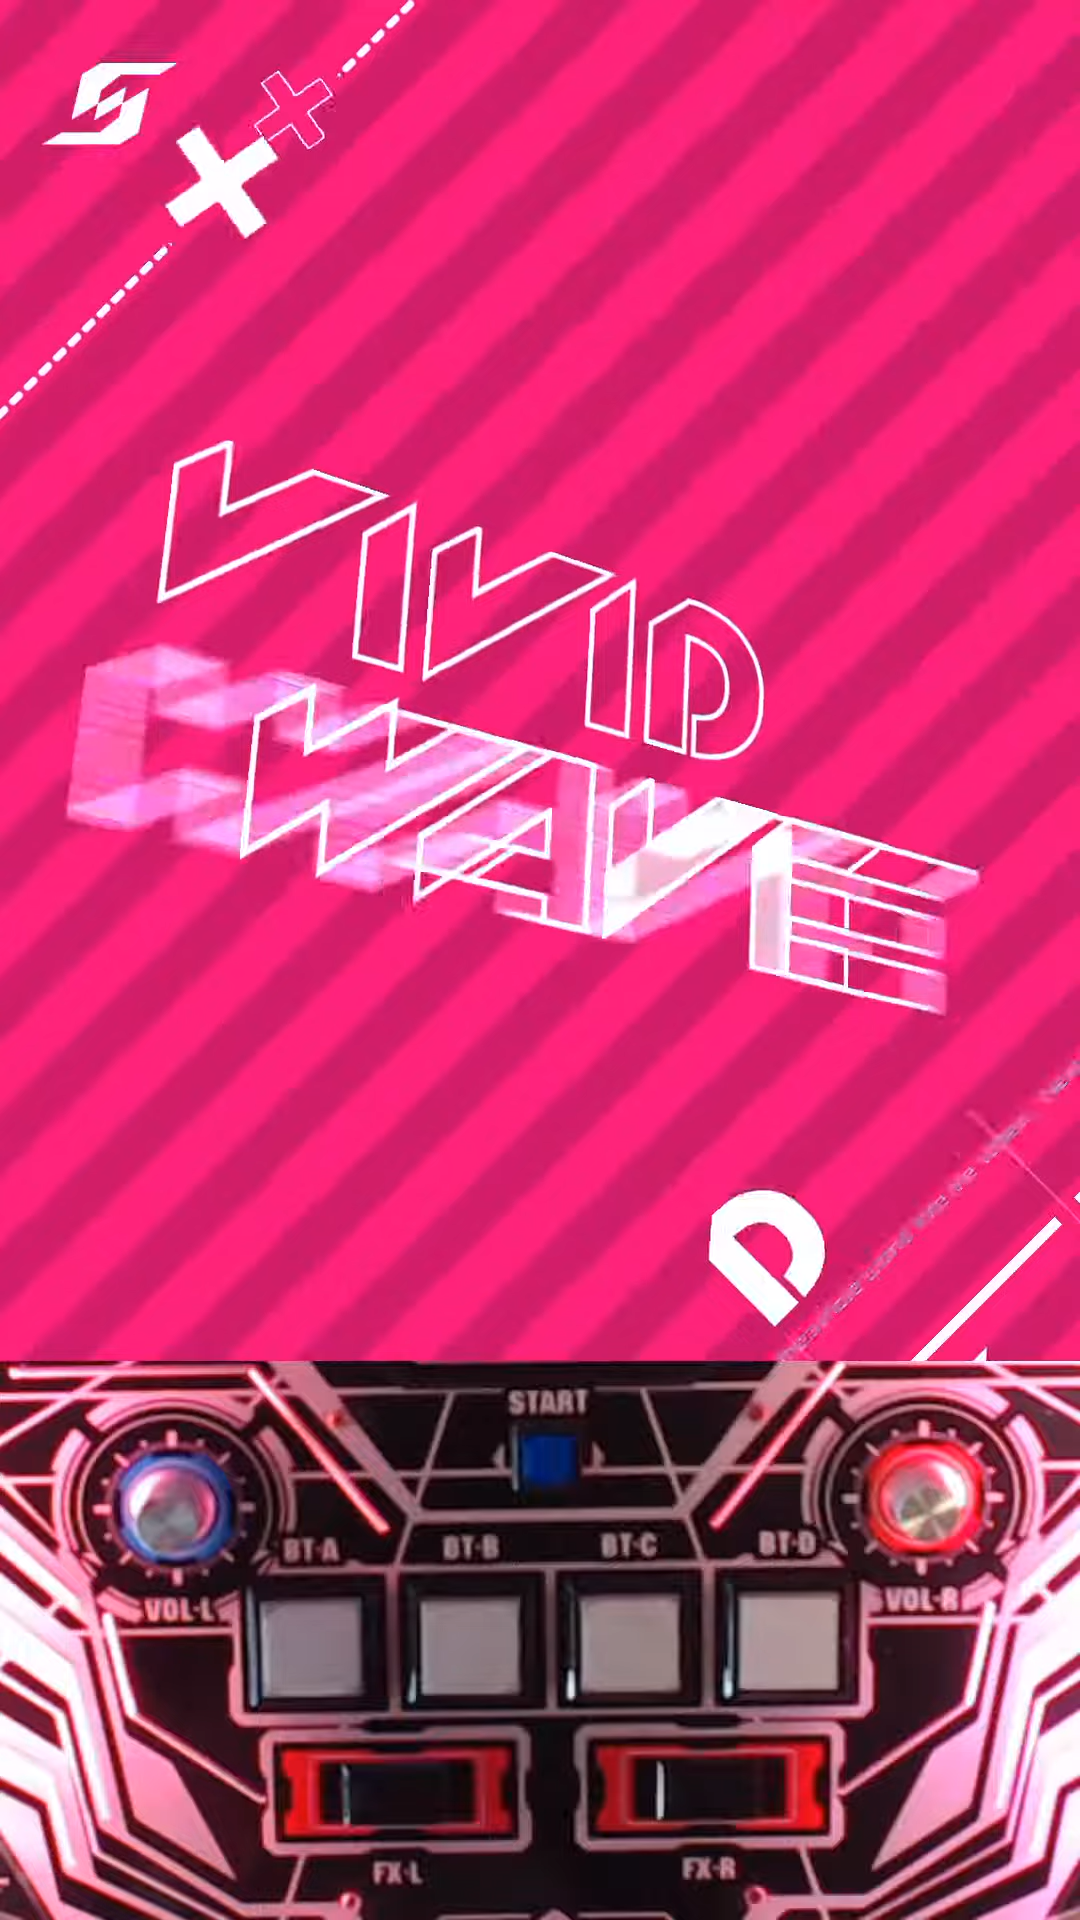 VIVID
WAVE
D
START
BT-A
BT-B
BT-C
BT-D
VOL-L
VOL-R
FX-L
FX-R